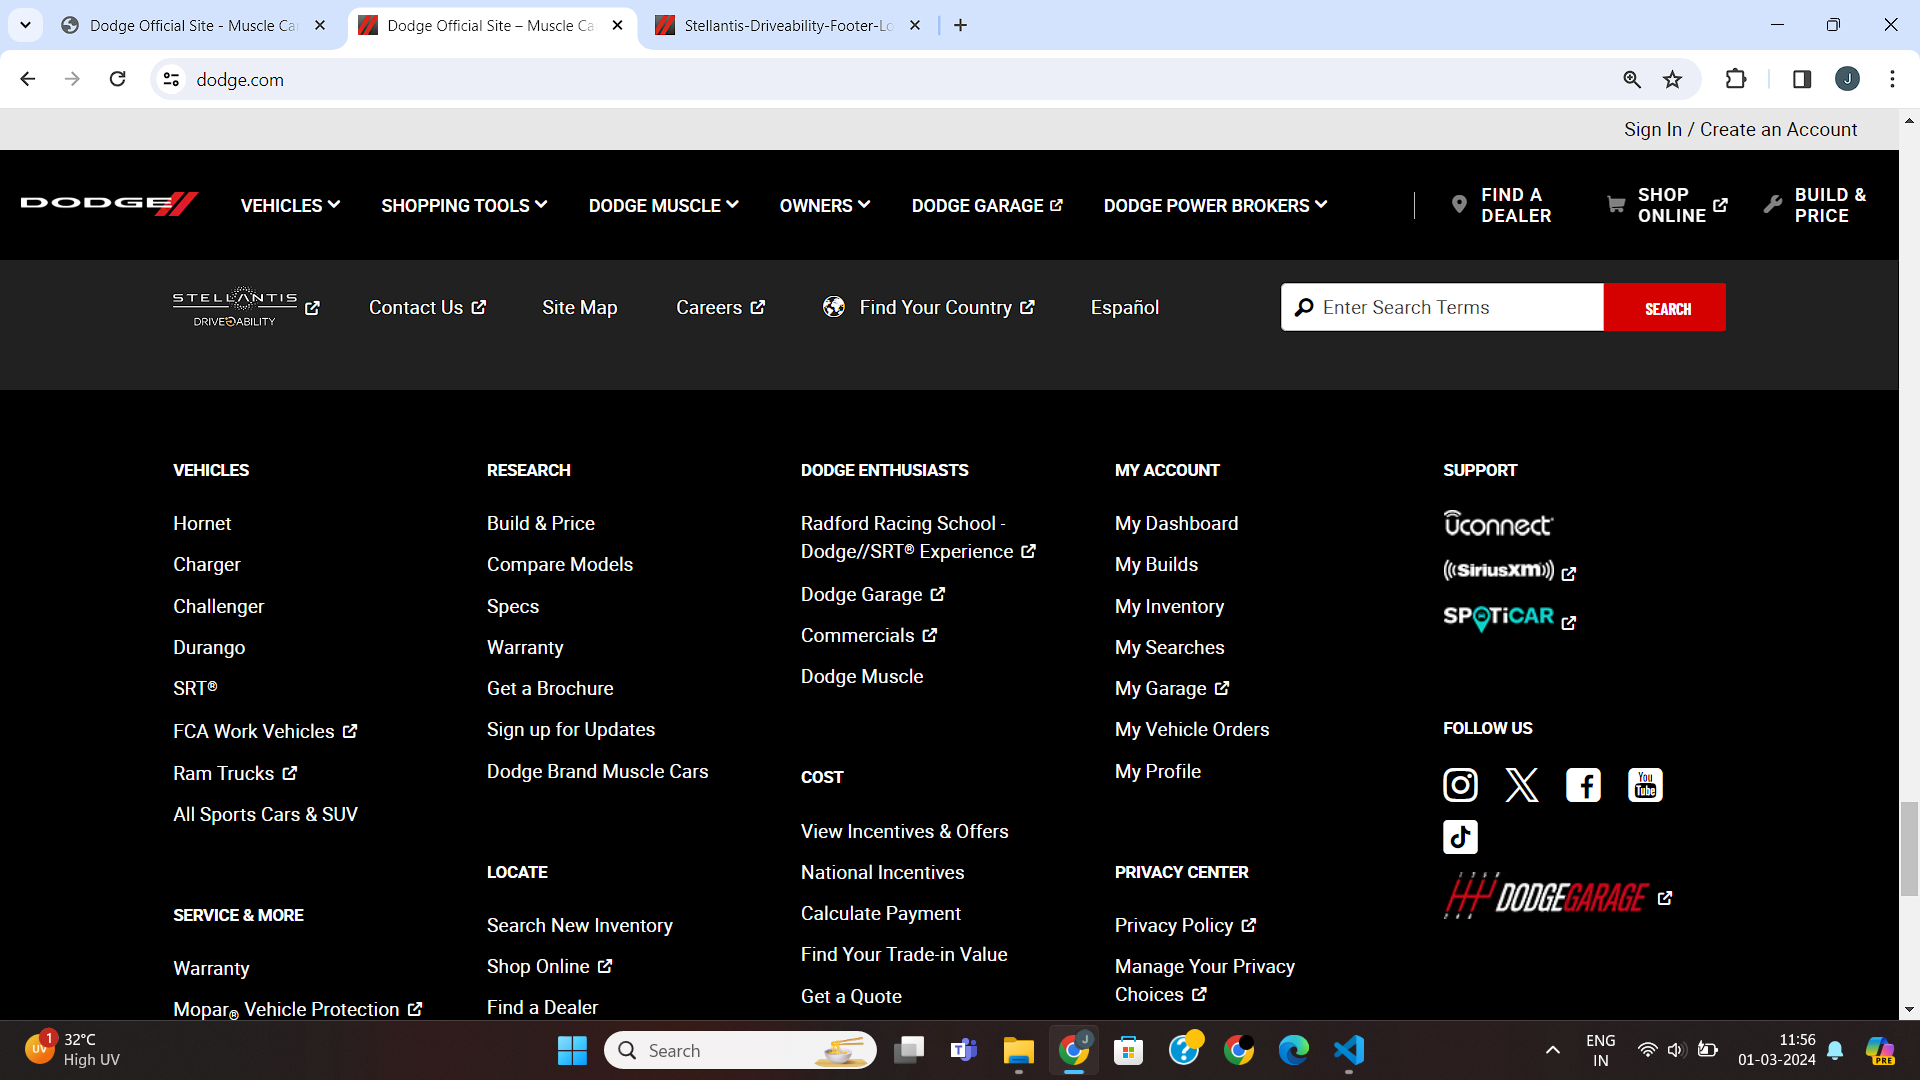 Dodge Official Site - Muscle Ca
Dodge Official Site – Muscle Ca
Stellantis-Driveability-Footer-Lo
dodge.com
J
Sign In / Create an Account
DODGE
VEHICLES
SHOPPING TOOLS
DODGE MUSCLE
OWNERS
DODGE GARAGE
DODGE POWER BROKERS
FIND A
DEALER
SHOP
ONLINE
BUILD &
PRICE
STELLANTIS
DRIVEABILITY
Contact Us
Site Map
Careers
Find Your Country
Español
Enter Search Terms
SEARCH
VEHICLES
Hornet
Charger
Challenger
Durango
SRT®
FCA Work Vehicles
Ram Trucks
All Sports Cars & SUV
SERVICE & MORE
Warranty
Mopar® Vehicle Protection
RESEARCH
Build & Price
Compare Models
Specs
Warranty
Get a Brochure
Sign up for Updates
Dodge Brand Muscle Cars
LOCATE
Search New Inventory
Shop Online
Find a Dealer
DODGE ENTHUSIASTS
Radford Racing School -
Dodge//SRT® Experience
Dodge Garage
Commercials
Dodge Muscle
COST
View Incentives & Offers
National Incentives
Calculate Payment
Find Your Trade-in Value
Get a Quote
MY ACCOUNT
My Dashboard
My Builds
My Inventory
My Searches
My Garage
My Vehicle Orders
My Profile
PRIVACY CENTER
Privacy Policy
Manage Your Privacy
Choices
SUPPORT
uconnect
SiriusXM
SPOTiCAR
FOLLOW US
You
Tube
DODGEGARAGE
UV
1
32°C
High UV
Search
J
ENG
IN
11:56
01-03-2024
PRE